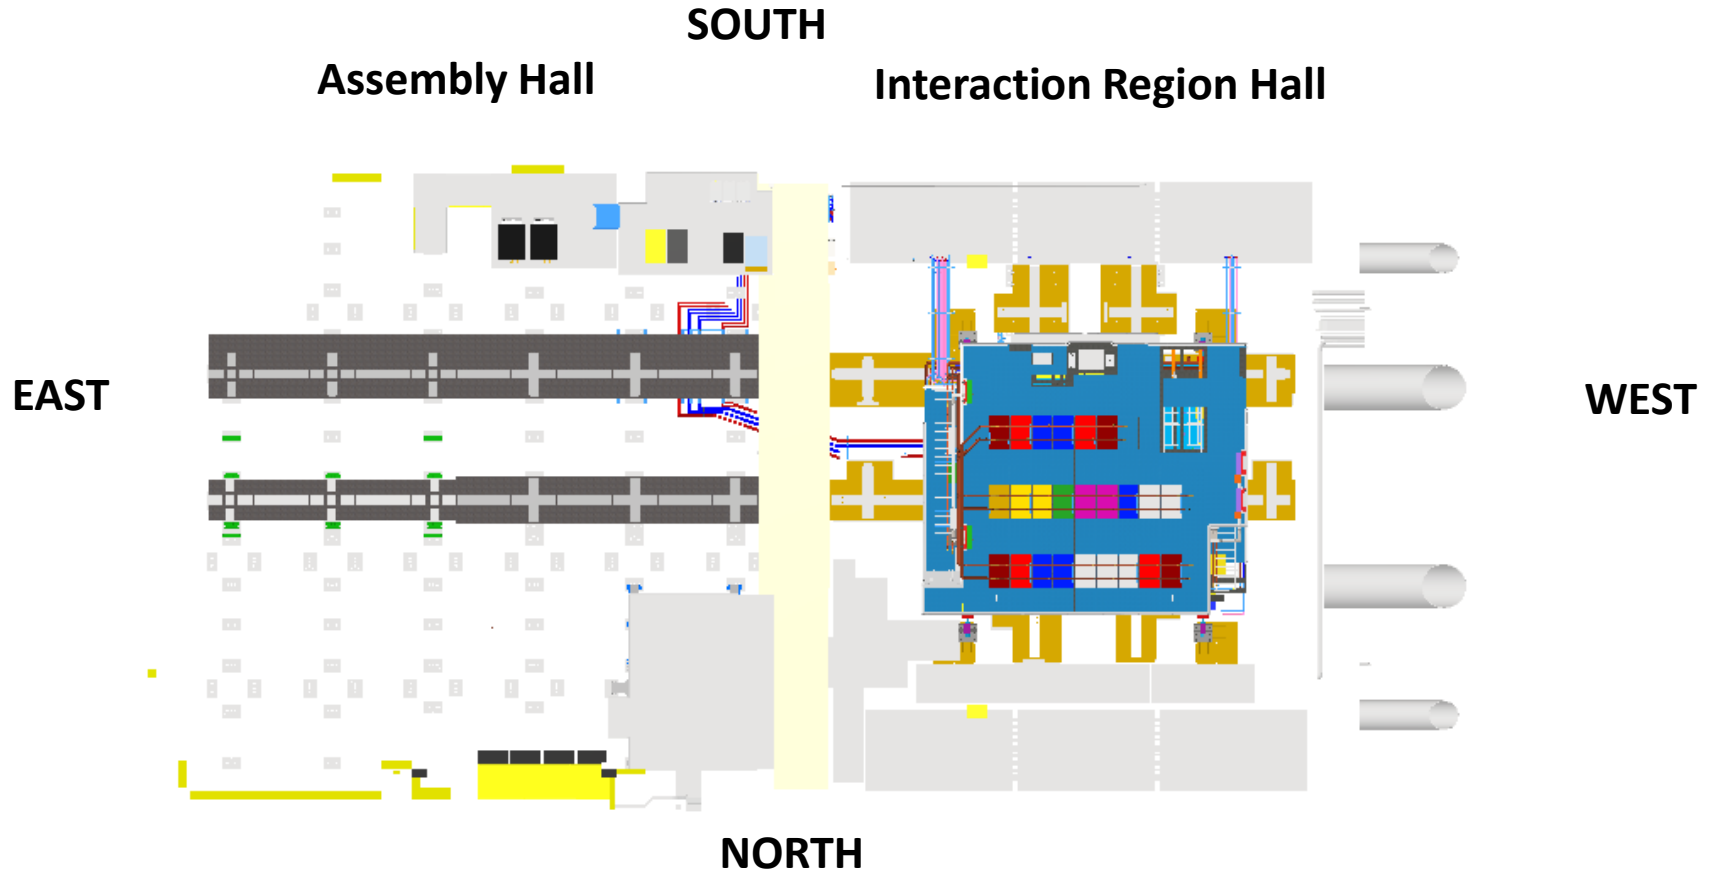 SOUTH
Assembly Hall
Interaction Region Hall
EAST
WEST
NORTH